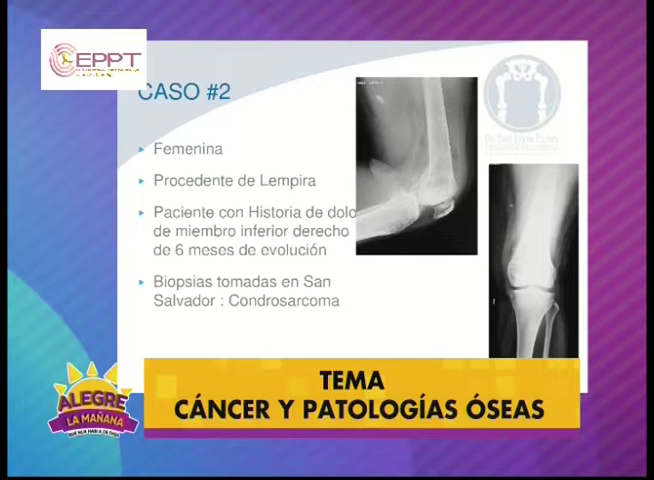 CEPPT
CASO #2
Femenina
Procedente de Lempira
Paciente con Historia de dolo
de miembro inferior derecho
de 6 meses de evolución
Biopsias tomadas en San
Salvador : Condrosarcoma
TEMA
CÁNCER Y PATOLOGÍAS ÓSEAS
ALEGRE
LA MAÑANA